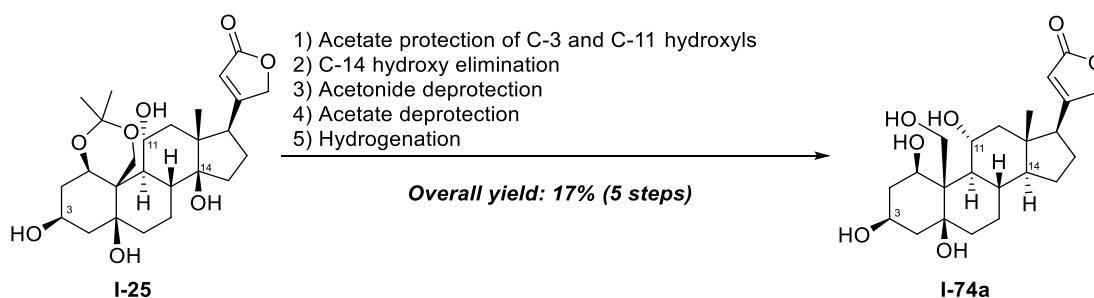 1) Acetate protection of C-3 and C-11 hydroxyls
2) C-14 hydroxy elimination
3) Acetonide deprotection
4) Acetate deprotection
5) Hydrogenation
Overall yield: 17% (5 steps)
O
O
OH
O
O
11
H
14
H
OH
3
HO
OH
I-25
O
O
HO
HO
HO
11
H
14
H
H
3
HO
OH
I-74a